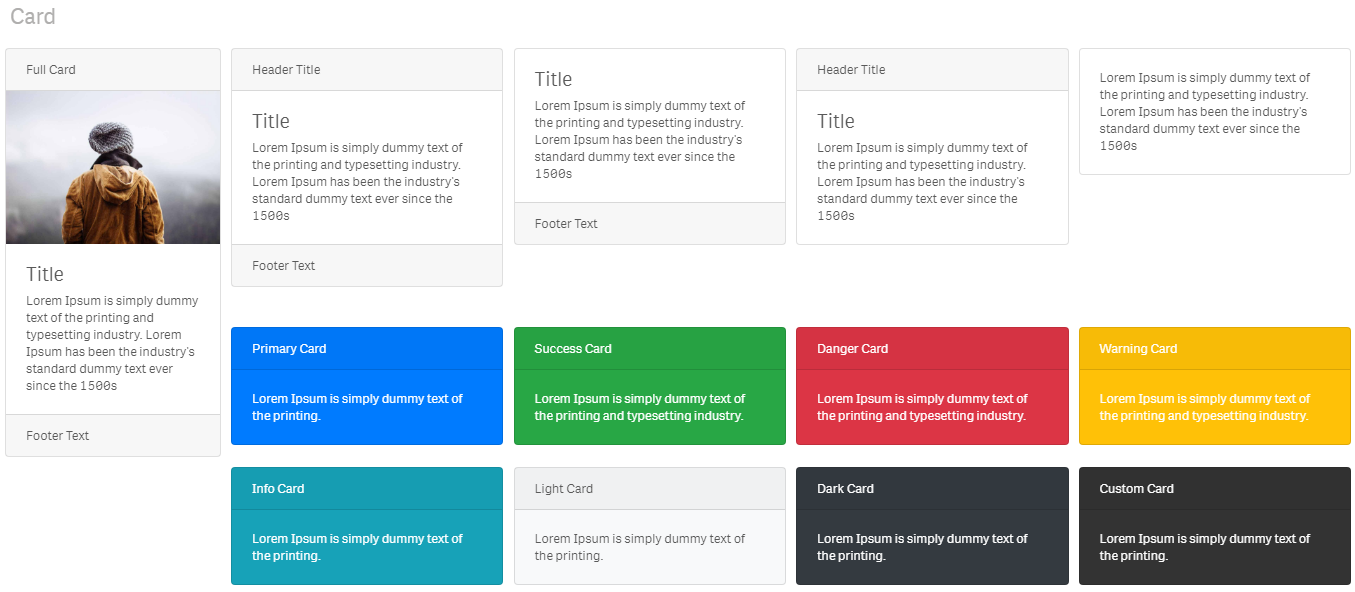 Card
Full Card
Title
Lorem Ipsum is simply dummy
text of the printing and
typesetting industry. Lorem
Ipsum has been the industry's
standard dummy text ever
since the 1500s
Footer Text
Header Title
Title
Lorem Ipsum is simply dummy text of
the printing and typesetting industry.
Lorem Ipsum has been the industry's
standard dummy text ever since the
1500s
Footer Text
Title
Lorem Ipsum is simply dummy text of
the printing and typesetting industry.
Lorem Ipsum has been the industry's
standard dummy text ever since the
1500s
Footer Text
Header Title
Title
Lorem Ipsum is simply dummy text of
the printing and typesetting industry.
Lorem Ipsum has been the industry's
standard dummy text ever since the
1500s
Lorem Ipsum is simply dummy text of
the printing and typesetting industry.
Lorem Ipsum has been the industry's
standard dummy text ever since the
1500s
Primary Card
Lorem Ipsum is simply dummy text of
the printing.
Success Card
Lorem Ipsum is simply dummy text of
the printing and typesetting industry.
Danger Card
Lorem Ipsum is simply dummy text of
the printing and typesetting industry.
Warning Card
Lorem Ipsum is simply dummy text of
the printing and typesetting industry.
Info Card
Lorem Ipsum is simply dummy text of
the printing.
Light Card
Lorem Ipsum is simply dummy text of
the printing.
Dark Card
Lorem Ipsum is simply dummy text of
the printing.
Custom Card
Lorem Ipsum is simply dummy text of
the printing.